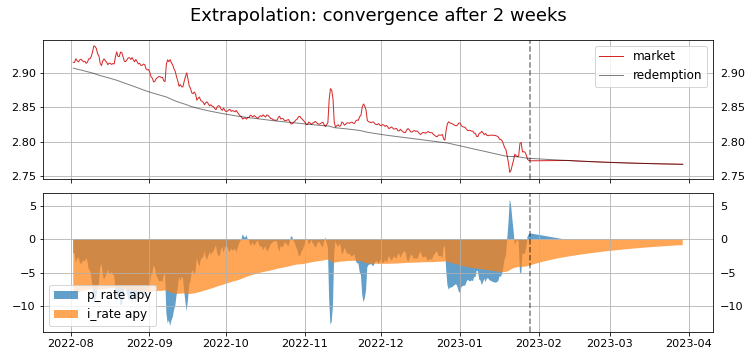 Extrapolation: convergence after 2 weeks
market
redemption
2.90 2.90
2.85 2.85
2.80 2.80
2.75 2.75
5 5
0 0
−5 −5
−10 −10
p_rate apy
i_rate apy
2022-08 2022-09 2022-10 2022-11 2022-12 2023-01 2023-02 2023-03 2023-04